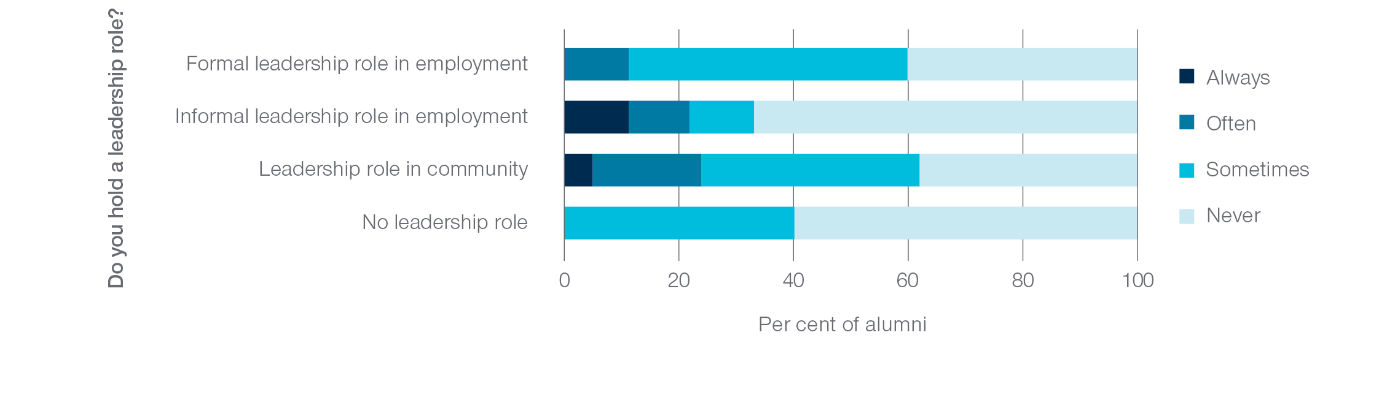 Do you hold a leadership role?
Formal leadership role in employment
Informal leadership role in employment
Leadership role in community
No leadership role
0 20 40 60 80 100
Per cent of alumni
Always
Often
Sometimes
Never